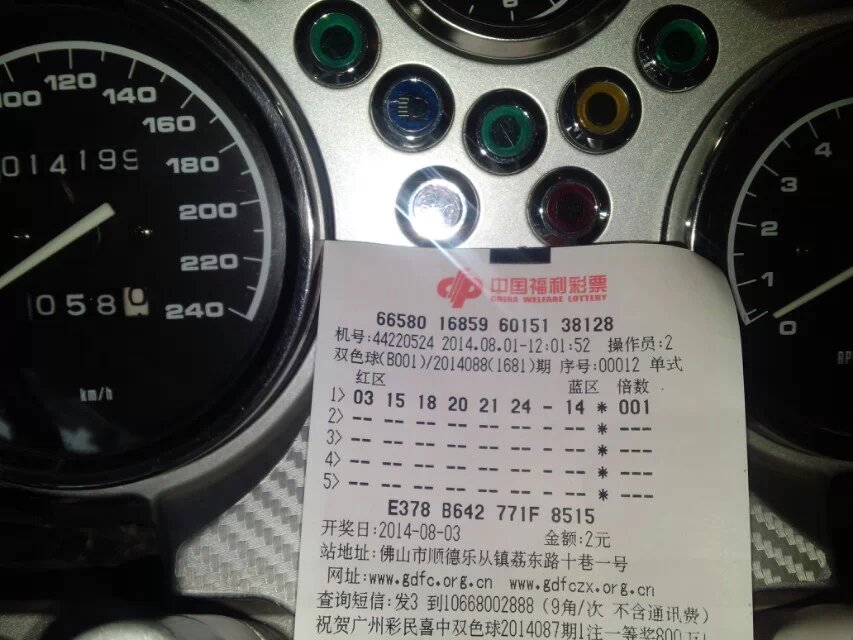 100 120 140 160 180 200 220 240
014199
0580
km/h
4 3 2 1 0
中国福利彩票
CHINA WELFARE LOTTERY
66580 16859 60151 38128
机号:44220524 2014.08.01-12:01:52 操作员:2
双色球(B001)/2014088(1681)期 序号:00012 单式
红区 蓝区 倍数
1> 03 15 18 20 21 24 - 14 * 001
2> -- -- -- -- -- -- - -- * ---
3> -- -- -- -- -- -- - -- * ---
4> -- -- -- -- -- -- - -- * ---
5> -- -- -- -- -- -- - -- * ---
E378 B642 771F 8515
开奖日:2014-08-03 金额:2元
站地址:佛山市顺德乐从镇荔东路十巷一号
网址:www.gdfc.org.cn www.gdfczx.org.cn
查询短信:发3 到10668002888 (9角/次 不含通讯费)
祝贺广州彩民喜中双色球2014087期1注一等奖800万